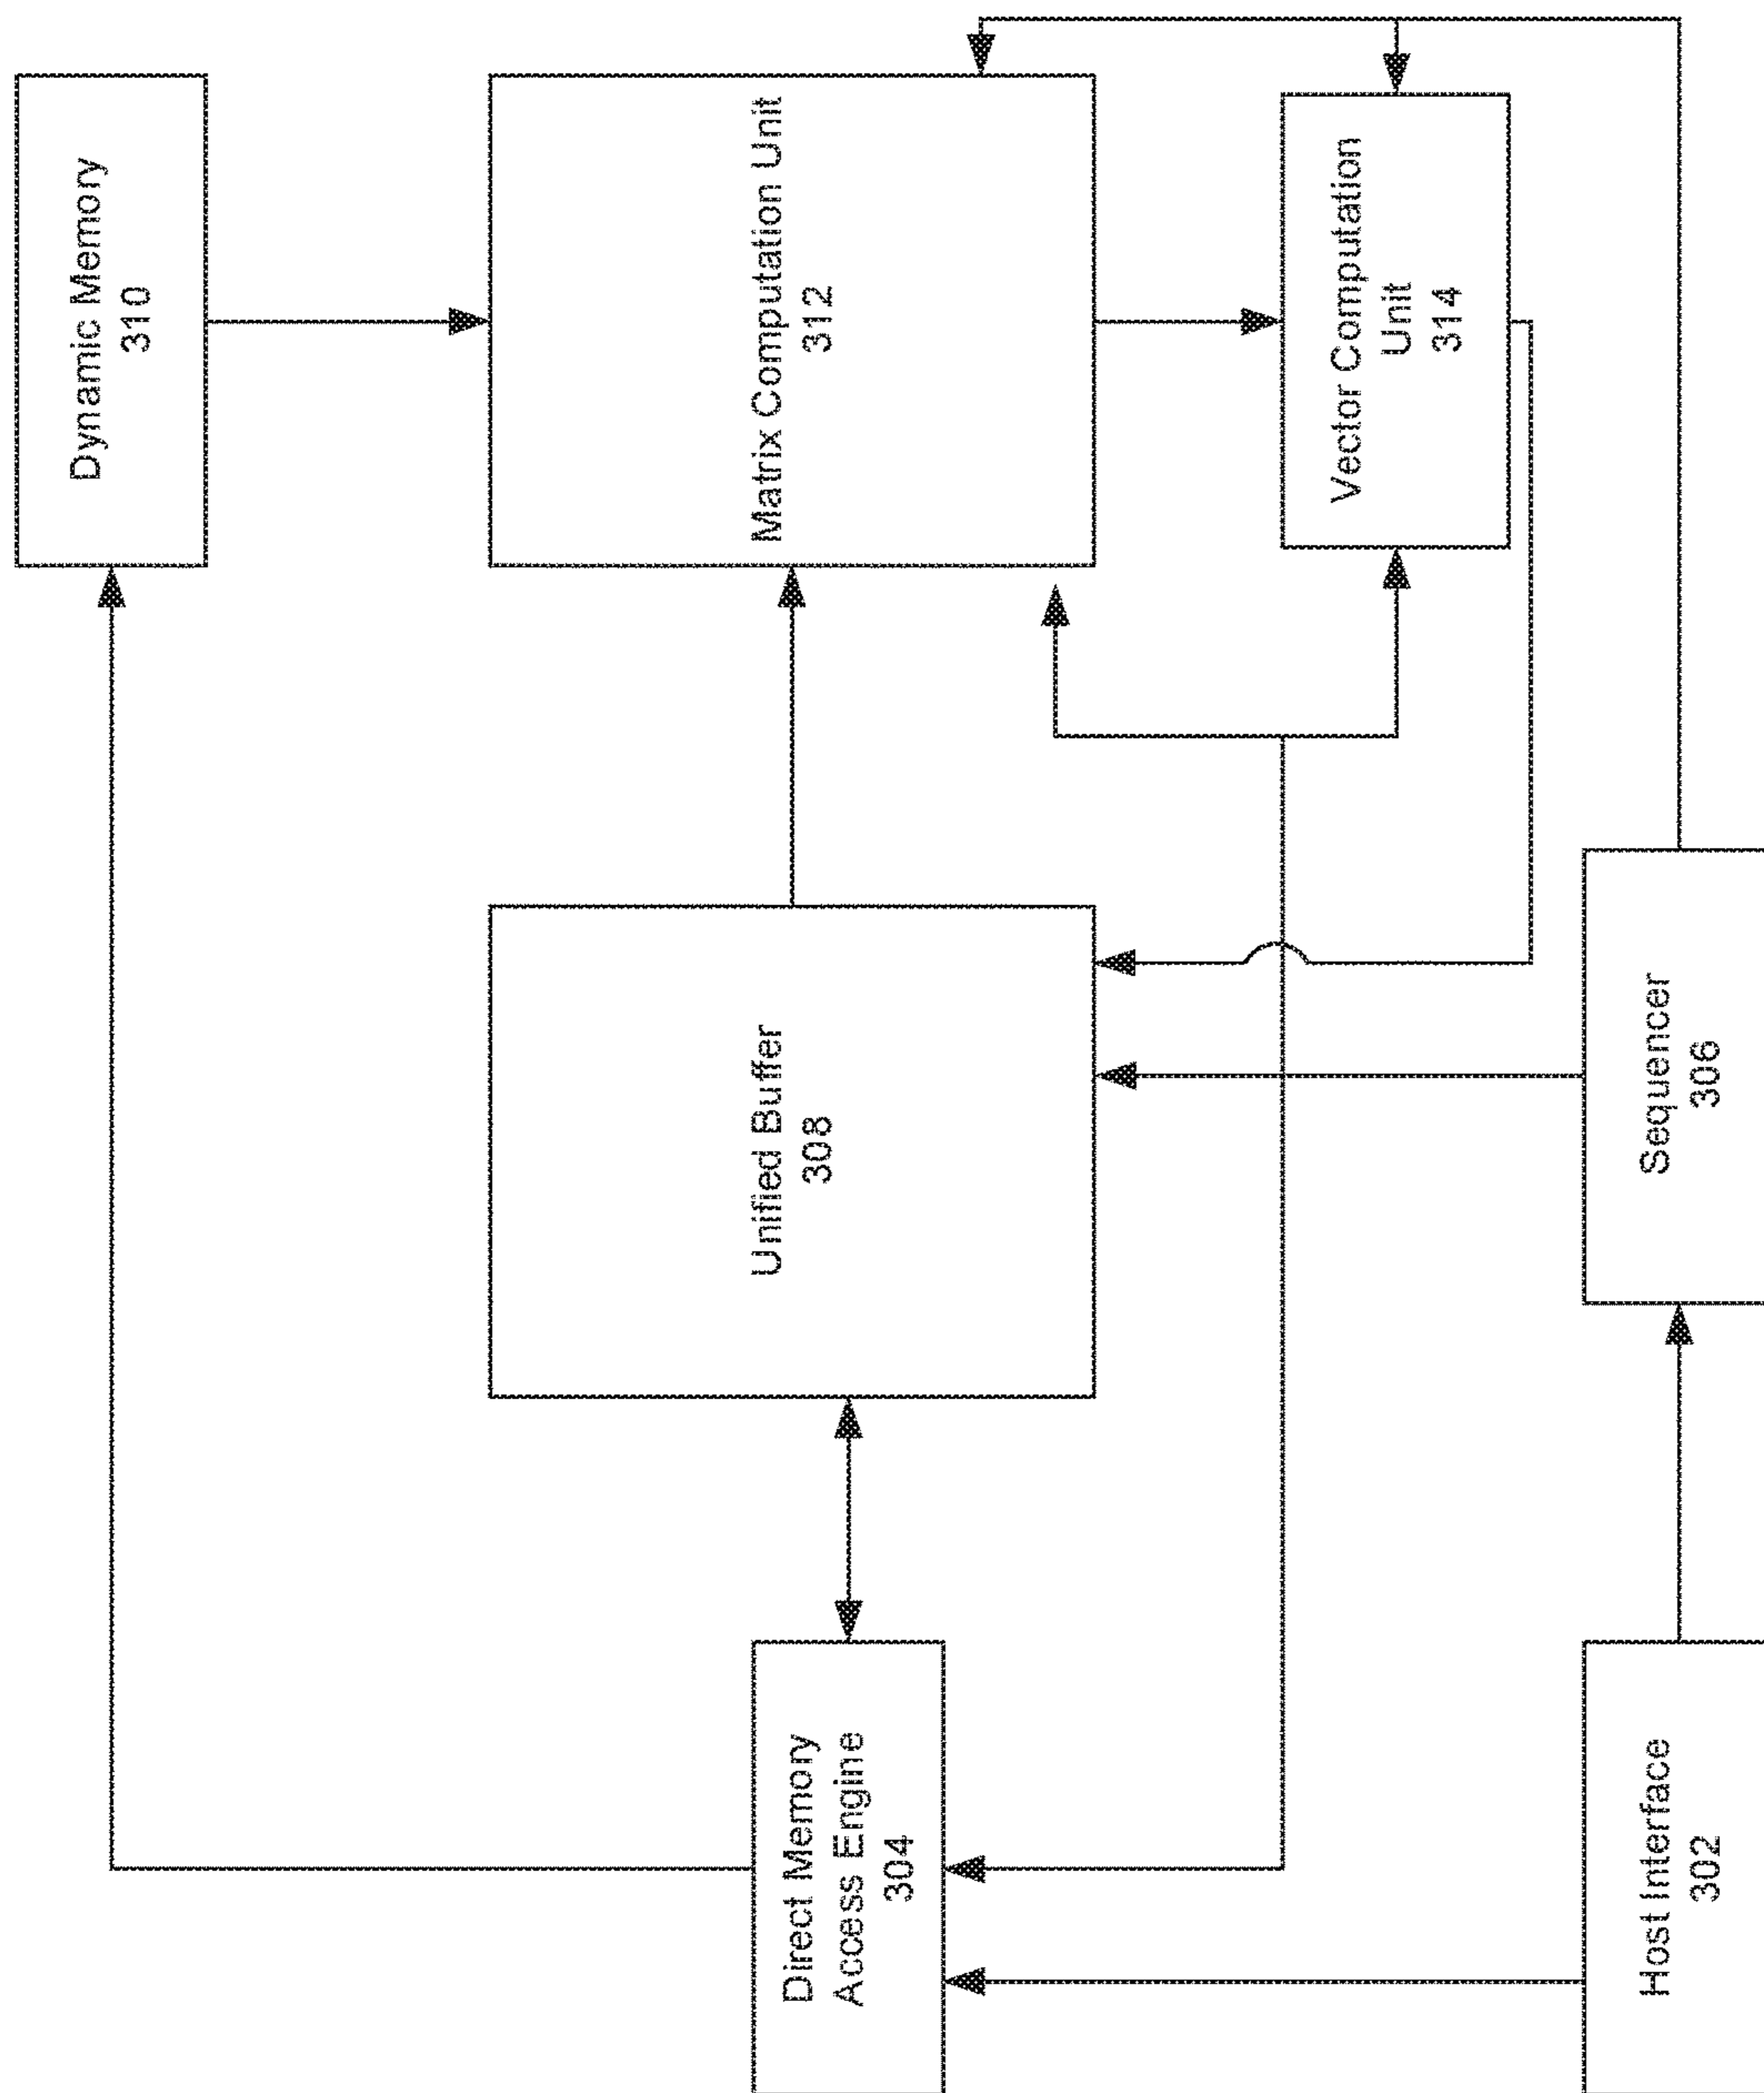 Dynamic Memory
310
Matrix Computation Unit
312
Vector Computation
Unit
314
Unified Buffer
308
Sequencer
306
Direct Memory
Access Engine
304
Host Interface
302